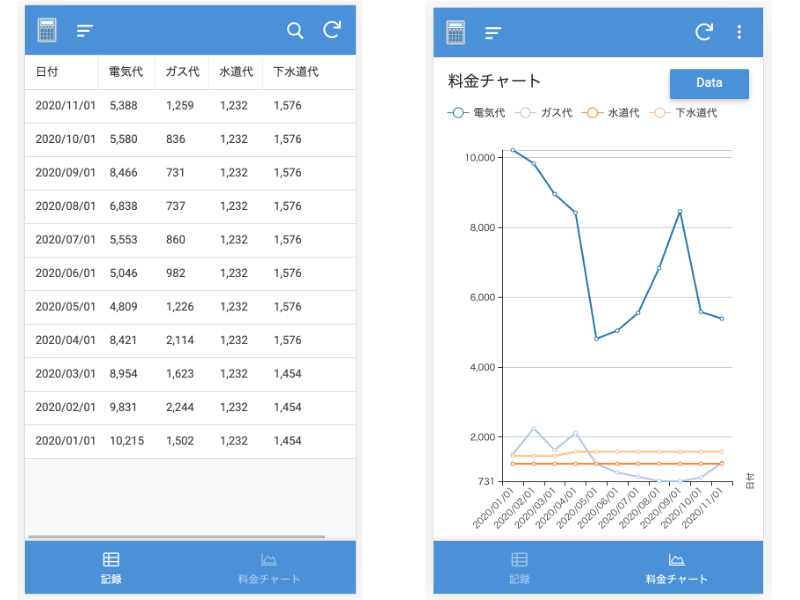 日付 電気代 ガス代 水道代 下水道代
2020/11/01 5,388 1,259 1,232 1,576
2020/10/01 5,580 836 1,232 1,576
2020/09/01 8,466 731 1,232 1,576
2020/08/01 6,838 737 1,232 1,576
2020/07/01 5,553 860 1,232 1,576
2020/06/01 5,046 982 1,232 1,576
2020/05/01 4,809 1,226 1,232 1,576
2020/04/01 8,421 2,114 1,232 1,576
2020/03/01 8,954 1,623 1,232 1,454
2020/02/01 9,831 2,244 1,232 1,454
2020/01/01 10,215 1,502 1,232 1,454
記録 料金チャート
料金チャート Data
電気代 ガス代 水道代 下水道代
10,000
8,000
6,000
4,000
2,000
731
日付
2020/01/01 2020/02/01 2020/03/01 2020/04/01 2020/05/01 2020/06/01 2020/07/01 2020/08/01 2020/09/01 2020/10/01 2020/11/01
記録 料金チャート